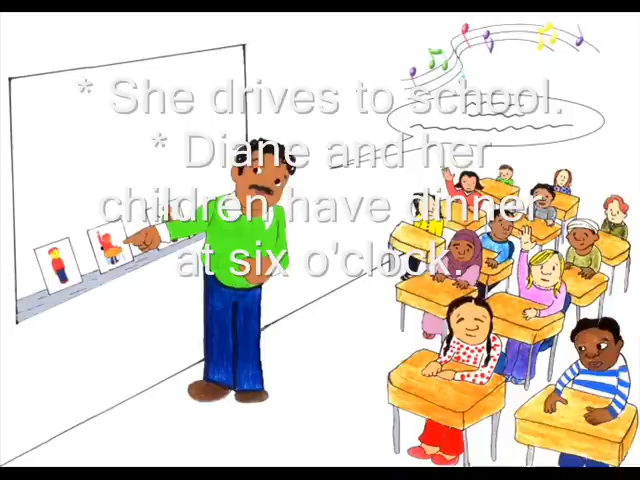 * She drives to school.
* Diane and her
children have dinner
at six o'clock.